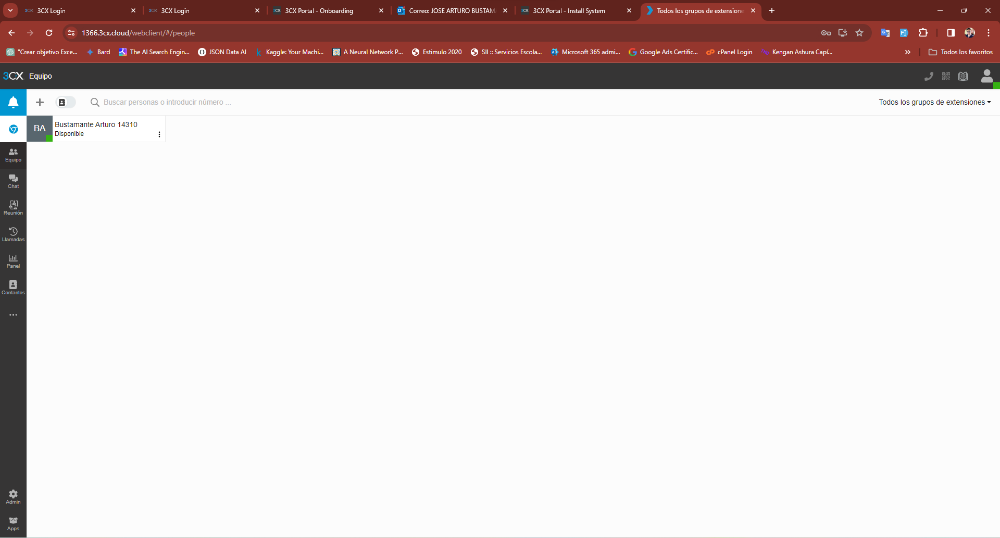 3CX Login
3CX Login
3CX Portal - Onboarding
Correo: JOSE ARTURO BUSTAM
3CX Portal - Install System
Todos los grupos de extensione
1366.3cx.cloud/webclient/#/people
"Crear objetivo Exce...
Bard
The AI Search Engin...
JSON Data AI
Kaggle: Your Machi...
A Neural Network P...
Estimulo 2020
SII :: Servicios Escola...
Microsoft 365 admi...
Google Ads Certific...
cPanel Login
Kengan Ashura Capí...
Todos los favoritos
3CX Equipo
Buscar personas o introducir número ...
Todos los grupos de extensiones
BA
Bustamante Arturo 14310
Disponible
Equipo
Chat
Reunión
Llamadas
Panel
Contactos
Admin
Apps